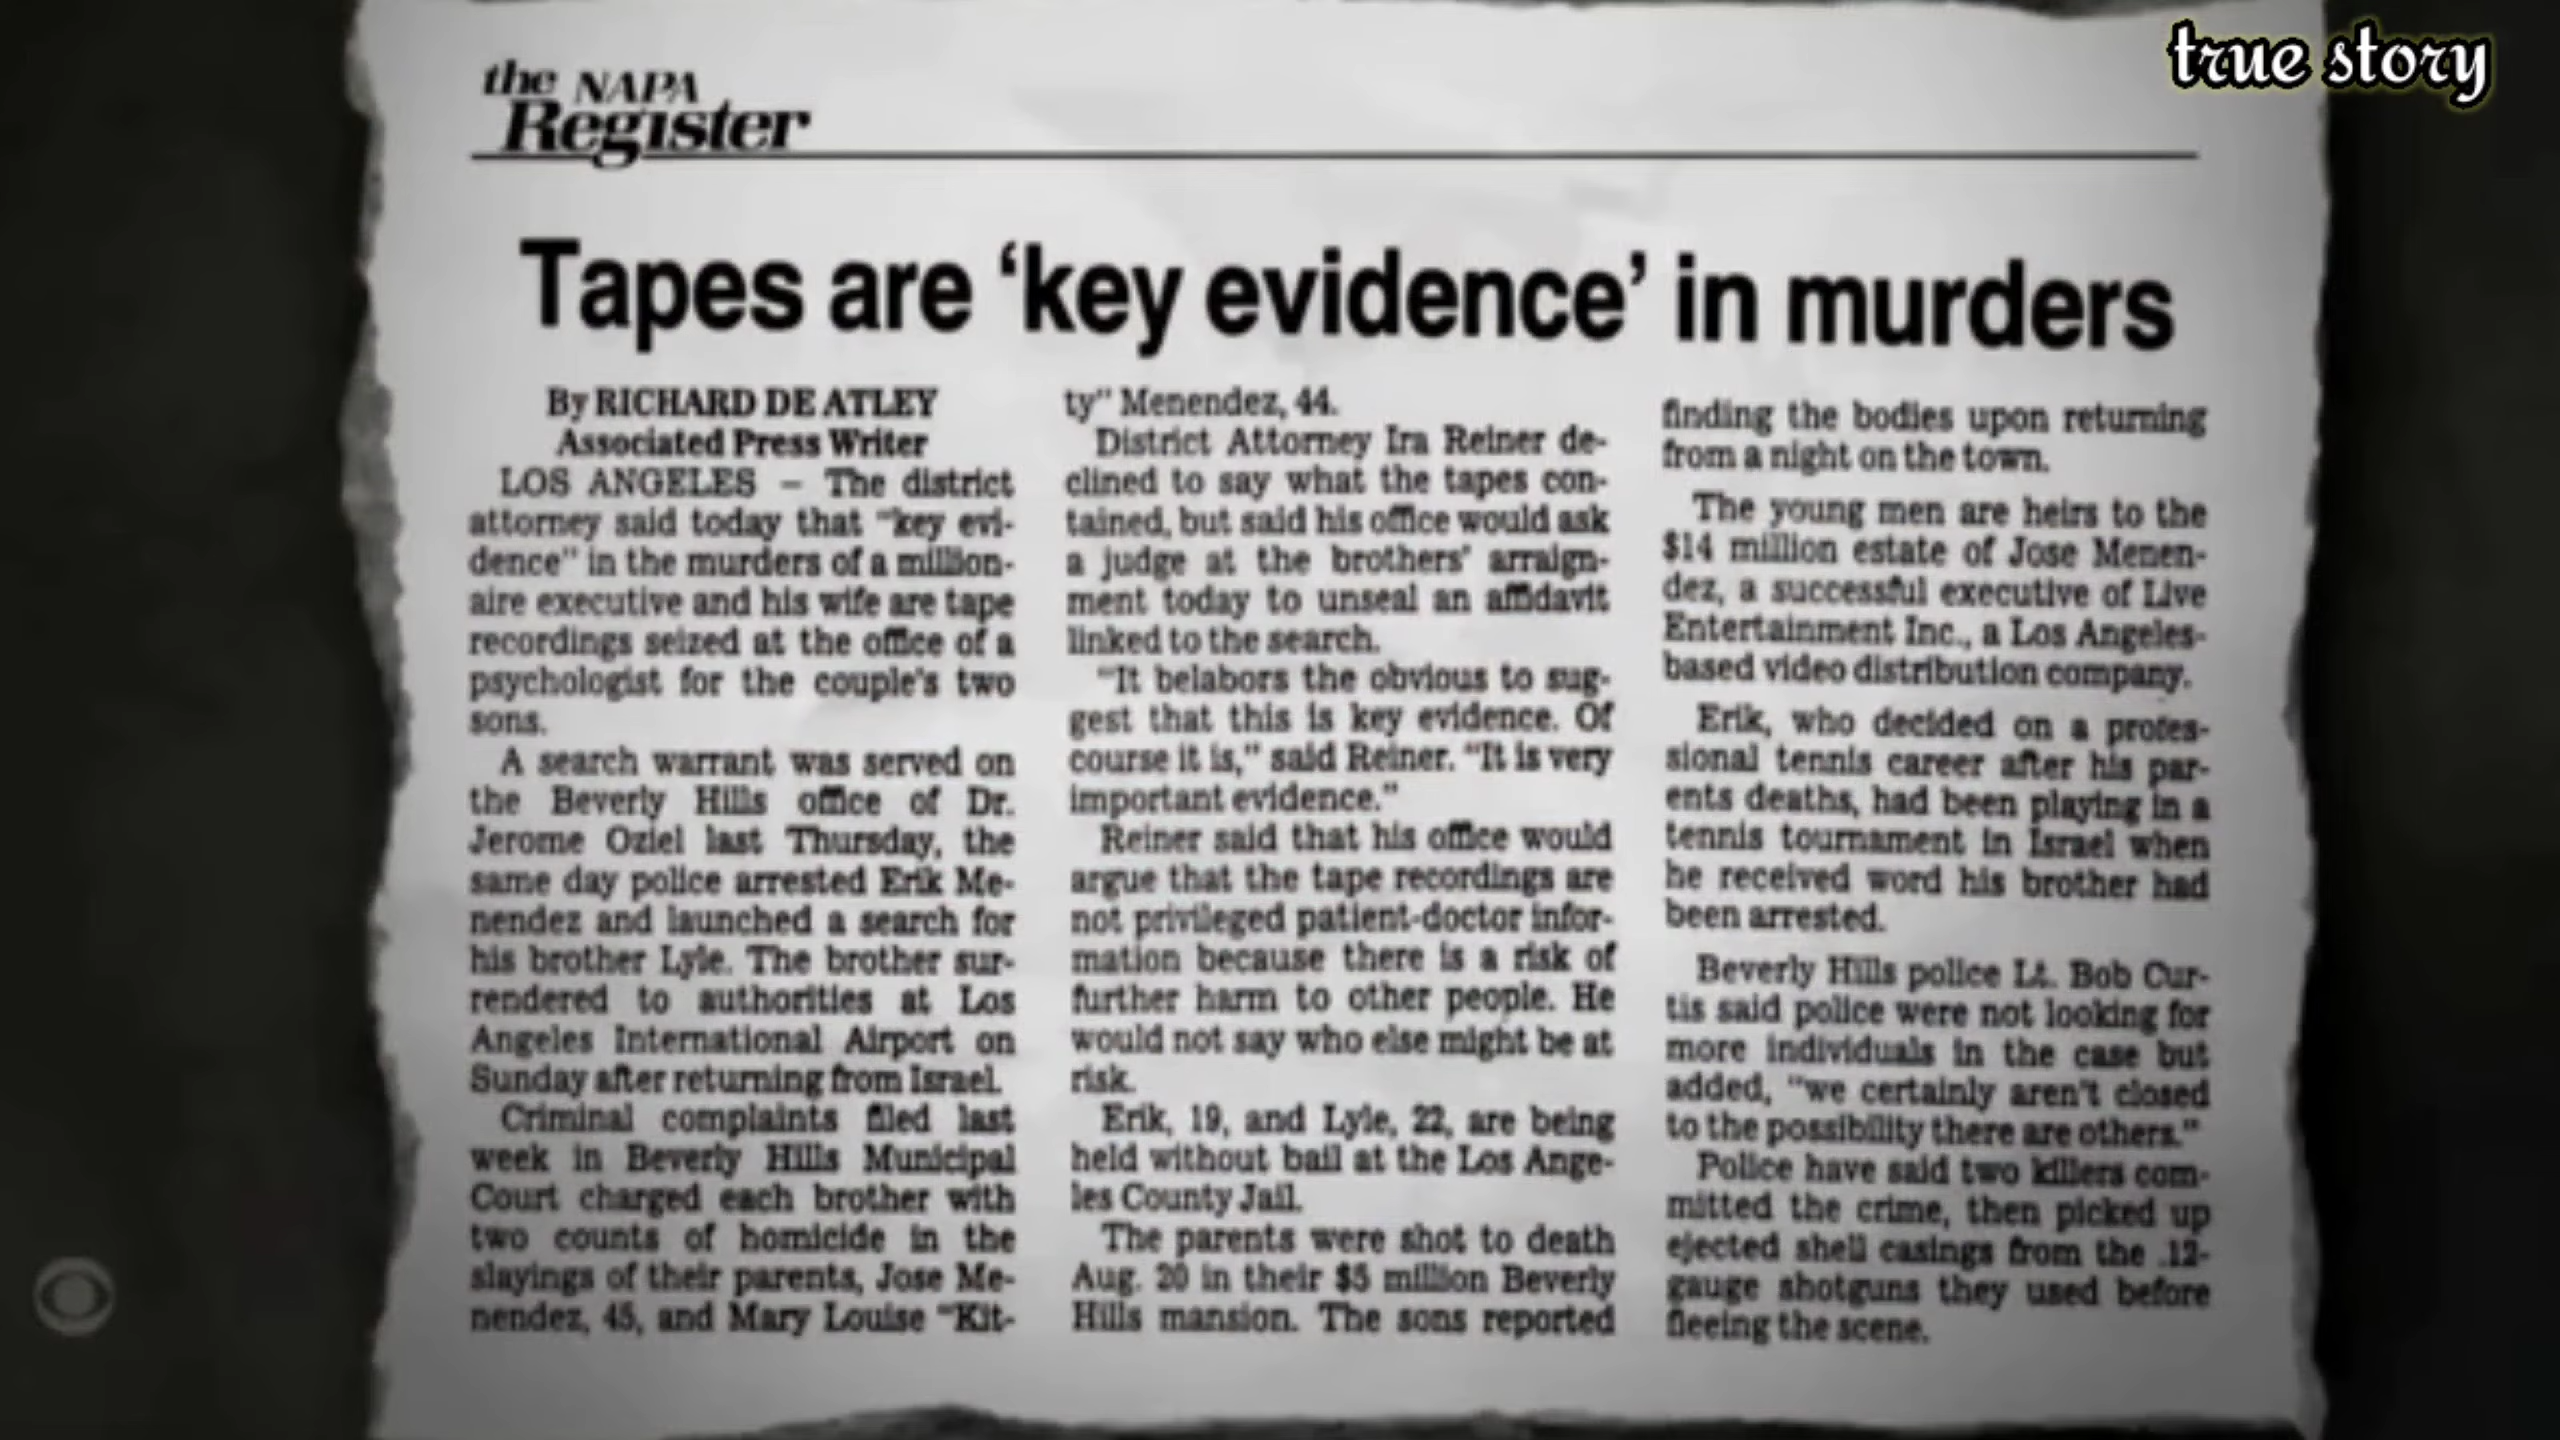 true story
the NAPA
Register
Tapes are ‘key evidence’ in murders
By RICHARD DE ATLEY
Associated Press Writer
LOS ANGELES – The district
attorney said today that "key evi-
dence" in the murders of a million-
aire executive and his wife are tape
recordings seized at the office of a
psychologist for the couple's two
sons.
A search warrant was served on
the Beverly Hills office of Dr.
Jerome Oziel last Thursday, the
same day police arrested Erik Me-
nendez and launched a search for
his brother Lyle. The brother sur-
rendered to authorities at Los
Angeles International Airport on
Sunday after returning from Israel.
Criminal complaints filed last
week in Beverly Hills Municipal
Court charged each brother with
two counts of homicide in the
slayings of their parents, Jose Me-
nendez, 45, and Mary Louise "Kit-
ty" Menendez, 44.
District Attorney Ira Reiner de-
clined to say what the tapes con-
tained, but said his office would ask
a judge at the brothers' arraign-
ment today to unseal an affidavit
linked to the search.
"It belabors the obvious to sug-
gest that this is key evidence. Of
course it is," said Reiner. "It is very
important evidence."
Reiner said that his office would
argue that the tape recordings are
not privileged patient-doctor infor-
mation because there is a risk of
further harm to other people. He
would not say who else might be at
risk.
Erik, 19, and Lyle, 22, are being
held without bail at the Los Ange-
les County Jail.
The parents were shot to death
Aug. 20 in their $5 million Beverly
Hills mansion. The sons reported
finding the bodies upon returning
from a night on the town.
The young men are heirs to the
$14 million estate of Jose Menen-
dez, a successful executive of Live
Entertainment Inc., a Los Angeles-
based video distribution company.
Erik, who decided on a profes-
sional tennis career after his par-
ents deaths, had been playing in a
tennis tournament in Israel when
he received word his brother had
been arrested.
Beverly Hills police Lt. Bob Cur-
tis said police were not looking for
more individuals in the case but
added, "we certainly aren't closed
to the possibility there are others."
Police have said two killers com-
mitted the crime, then picked up
ejected shell casings from the .12-
gauge shotguns they used before
fleeing the scene.